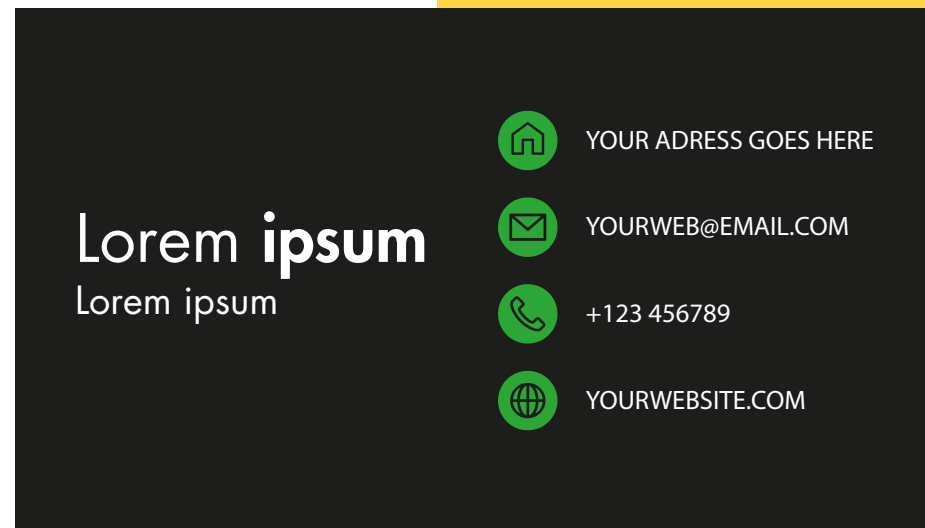 Lorem ipsum
Lorem ipsum
YOUR ADRESS GOES HERE
YOURWEB@EMAIL.COM
+123 456789
YOURWEBSITE.COM